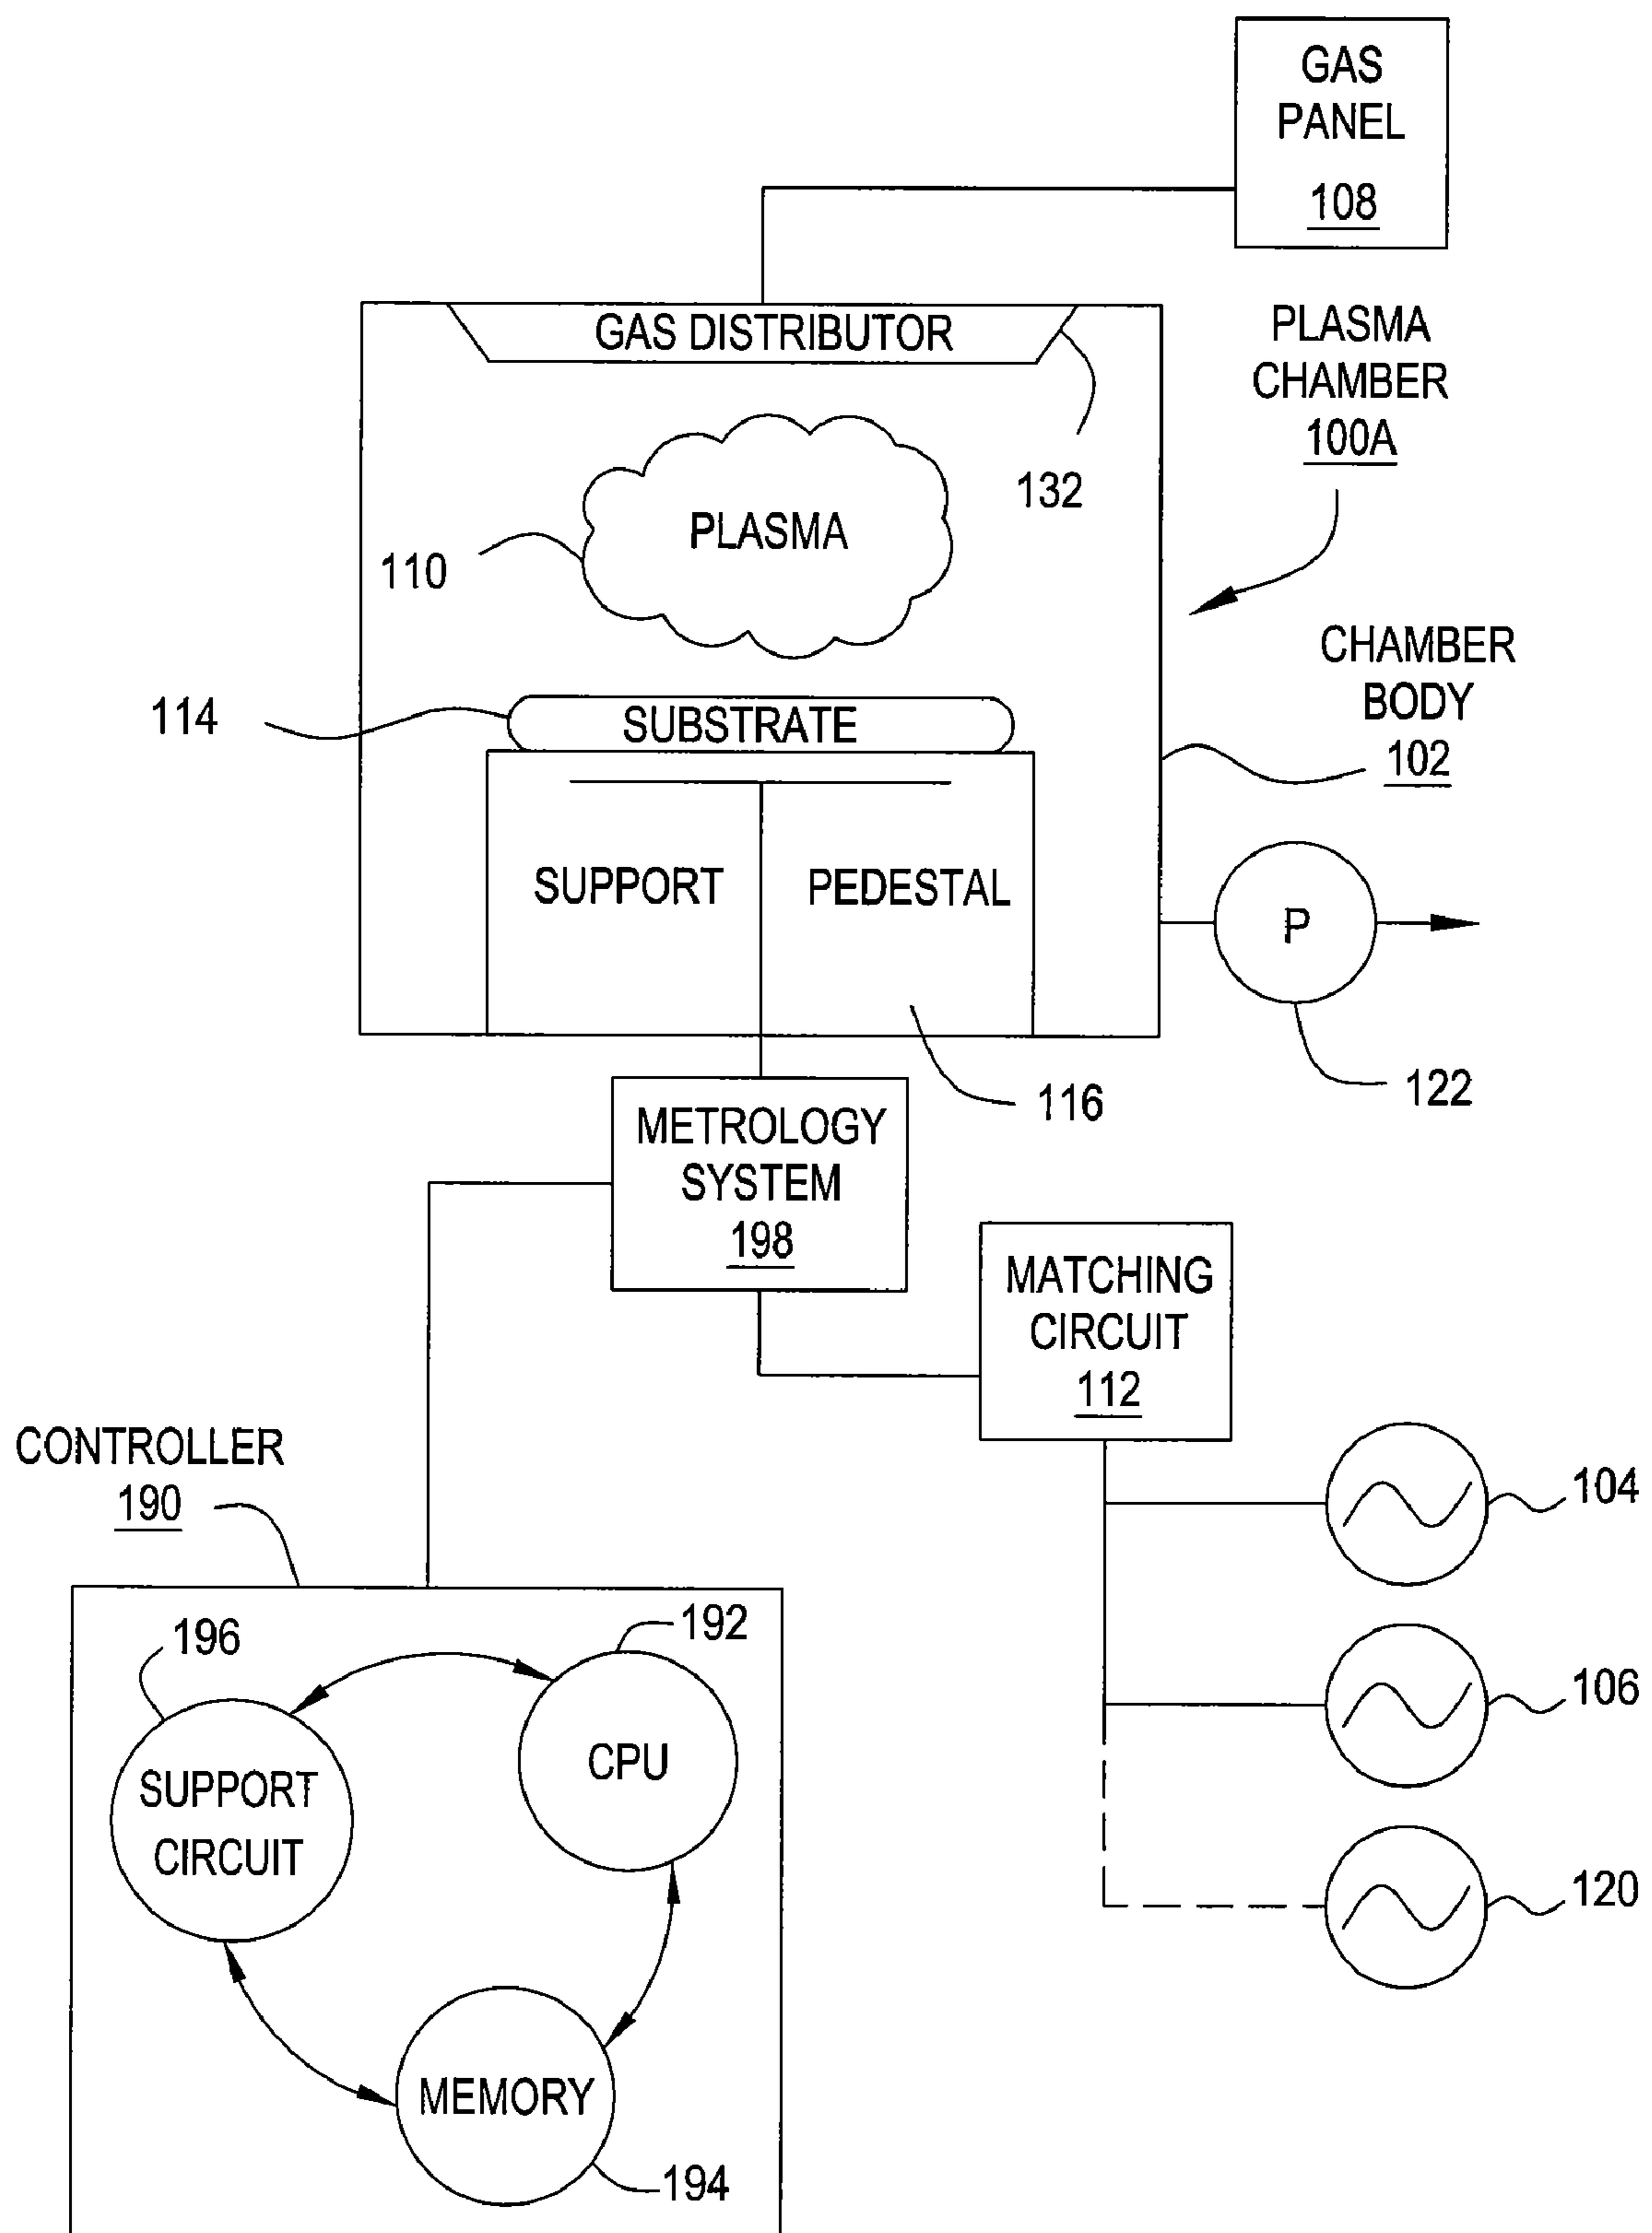 GAS
PANEL
108
GAS DISTRIBUTOR
PLASMA
CHAMBER
100A
132
PLASMA
110
CHAMBER
BODY
102
114
SUBSTRATE
SUPPORT PEDESTAL
P
122
116
METROLOGY
SYSTEM
198
MATCHING
CIRCUIT
112
CONTROLLER
190
104
192
196
106
CPU
SUPPORT
CIRCUIT
120
MEMORY
194